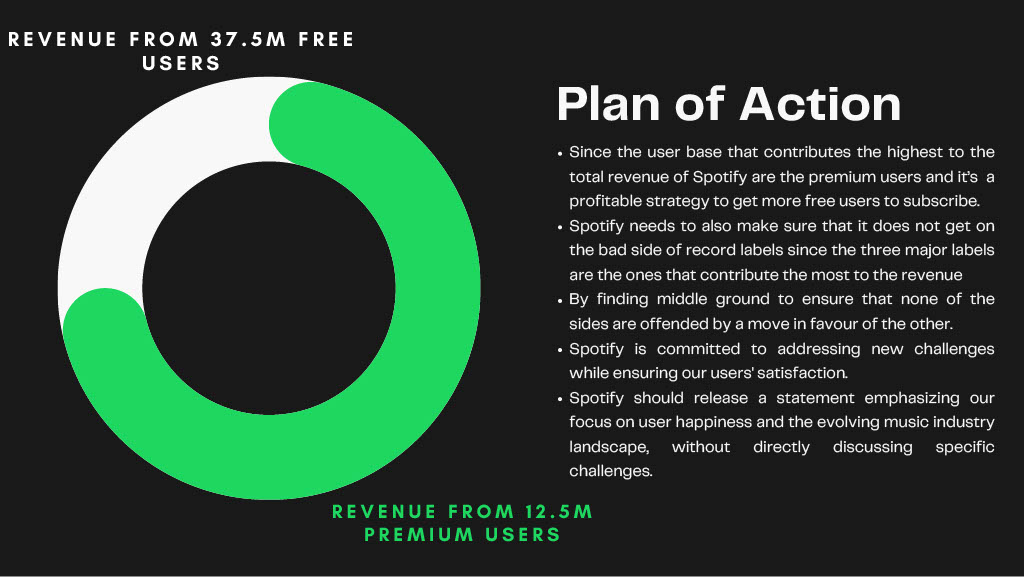 REVENUE FROM 37.5M FREE
USERS
Plan of Action
• Since the user base that contributes the highest to the
total revenue of Spotify are the premium users and it's a
profitable strategy to get more free users to subscribe.
• Spotify needs to also make sure that it does not get on
the bad side of record labels since the three major labels
are the ones that contribute the most to the revenue
• By finding middle ground to ensure that none of the
sides are offended by a move in favour of the other.
• Spotify is committed to addressing new challenges
while ensuring our users' satisfaction.
• Spotify should release a statement emphasizing our
focus on user happiness and the evolving music industry
landscape, without directly discussing specific
challenges.
REVENUE FROM 12.5M
PREMIUM USERS